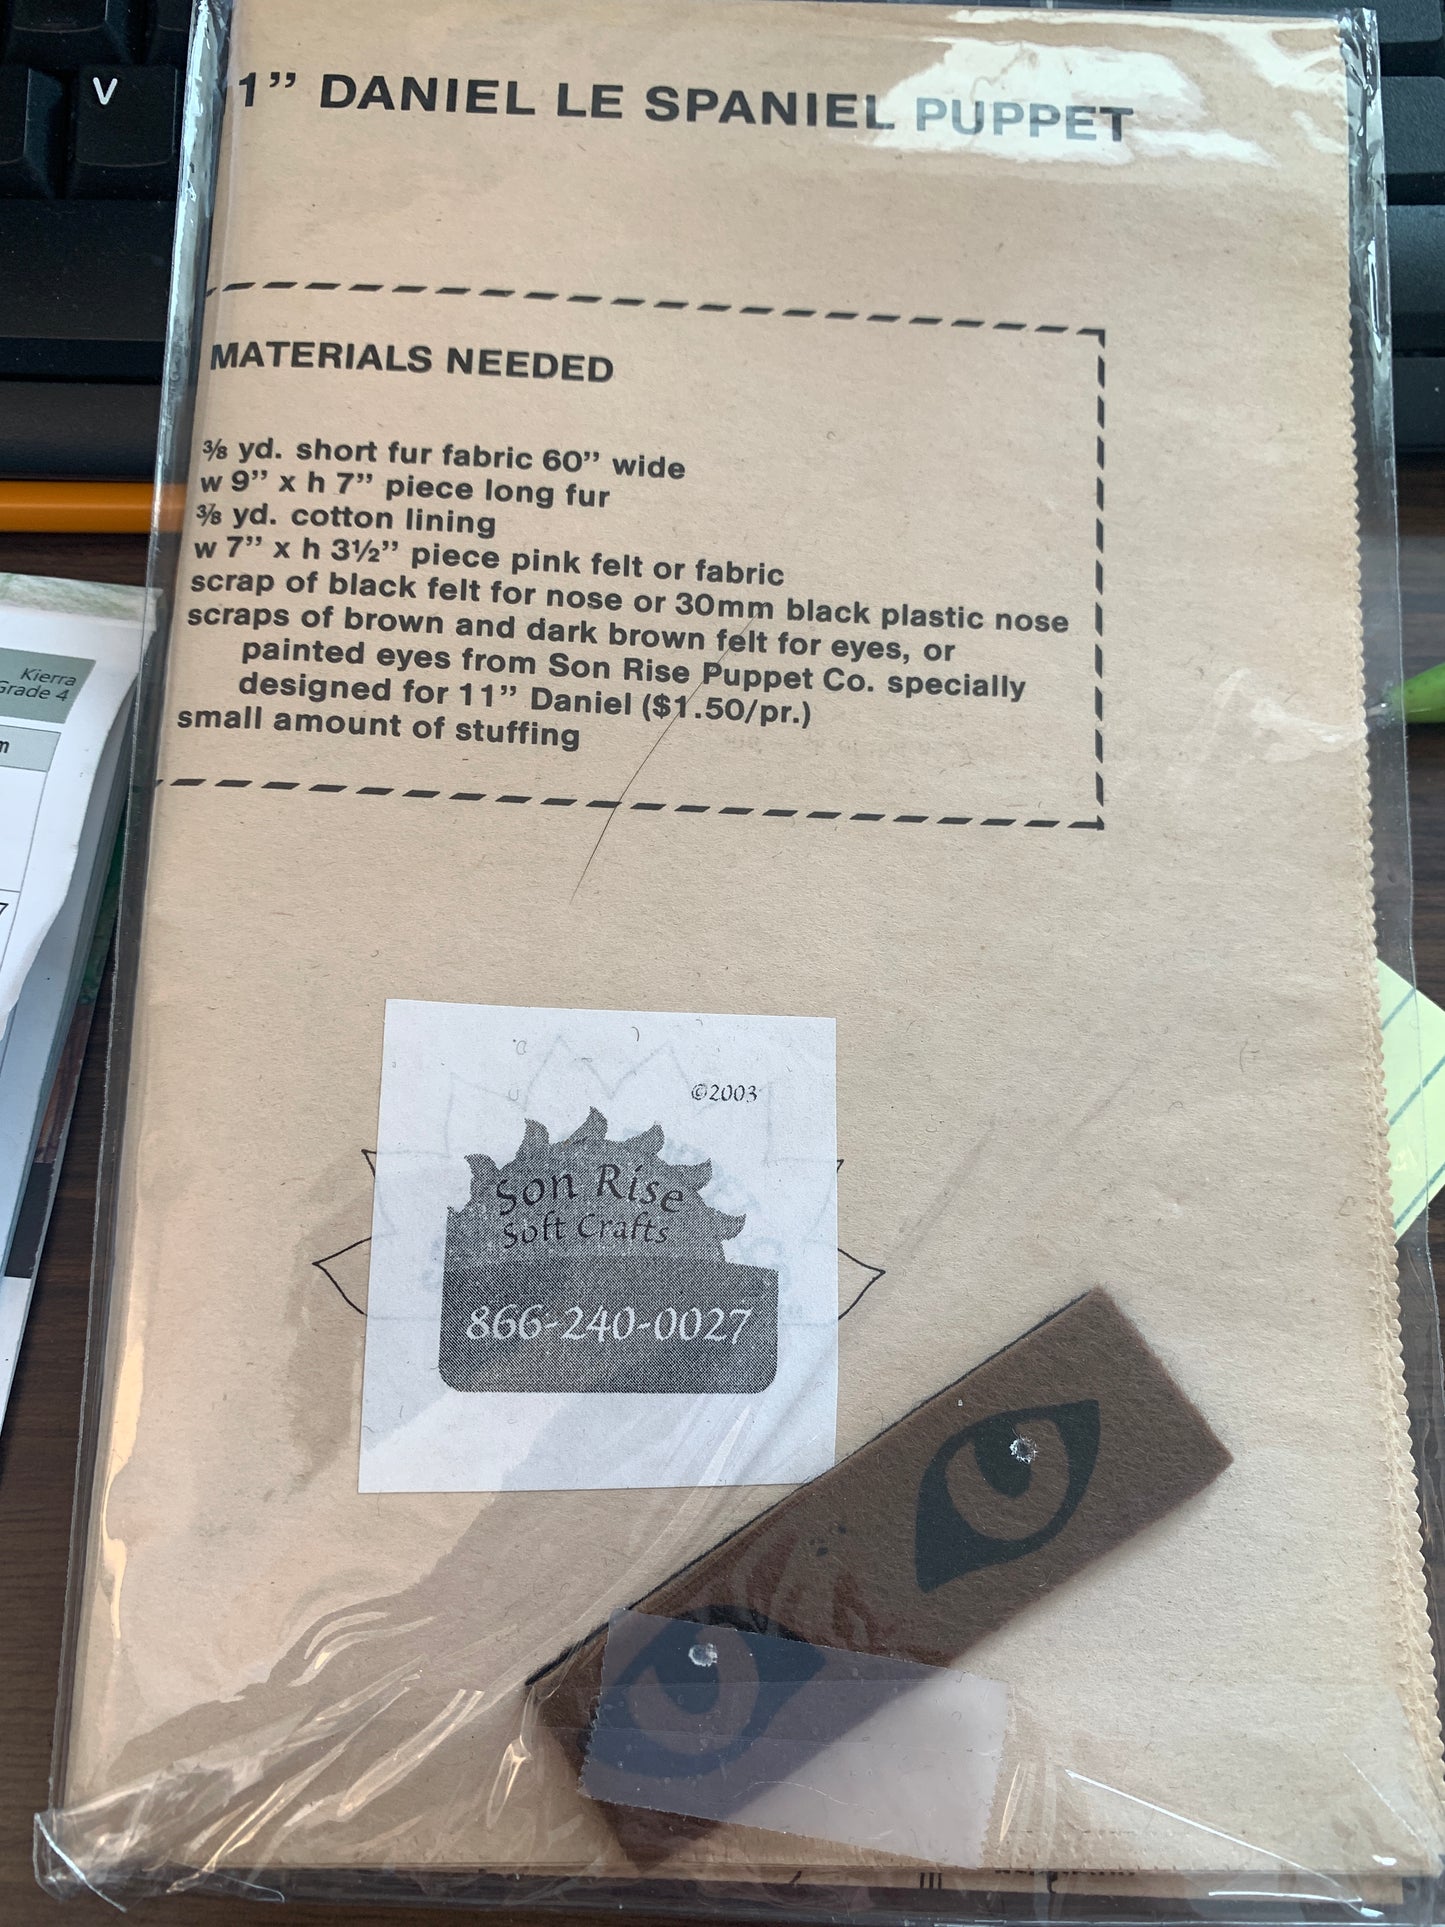 V
1” DANIEL LE SPANIEL PUPPET
MATERIALS NEEDED
⅜ yd. short fur fabric 60” wide
w 9” x h 7” piece long fur
⅜ yd. cotton lining
w 7” x h 3½” piece pink felt or fabric
scrap of black felt for nose or 30mm black plastic nose
scraps of brown and dark brown felt for eyes, or
painted eyes from Son Rise Puppet Co. specially
designed for 11” Daniel ($1.50/pr.)
small amount of stuffing
Kierra
Grade 4
©2003
Son Rise
Soft Crafts
866-240-0027